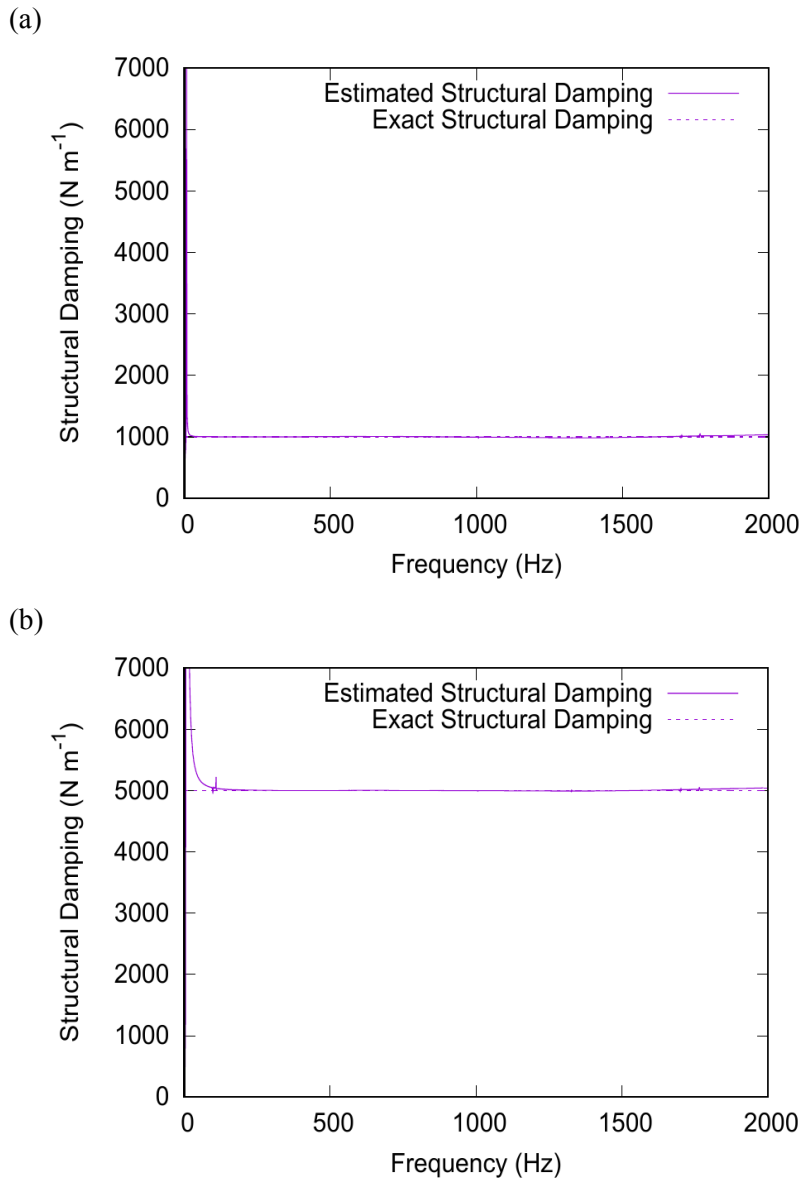 (a)
7000
Estimated Structural Damping
Exact Structural Damping
6000
5000
4000
3000
2000
1000
0
Structural Damping (N m⁻¹)
0 500 1000 1500 2000
Frequency (Hz)
(b)
7000
Estimated Structural Damping
Exact Structural Damping
6000
5000
4000
3000
2000
1000
0
Structural Damping (N m⁻¹)
0 500 1000 1500 2000
Frequency (Hz)